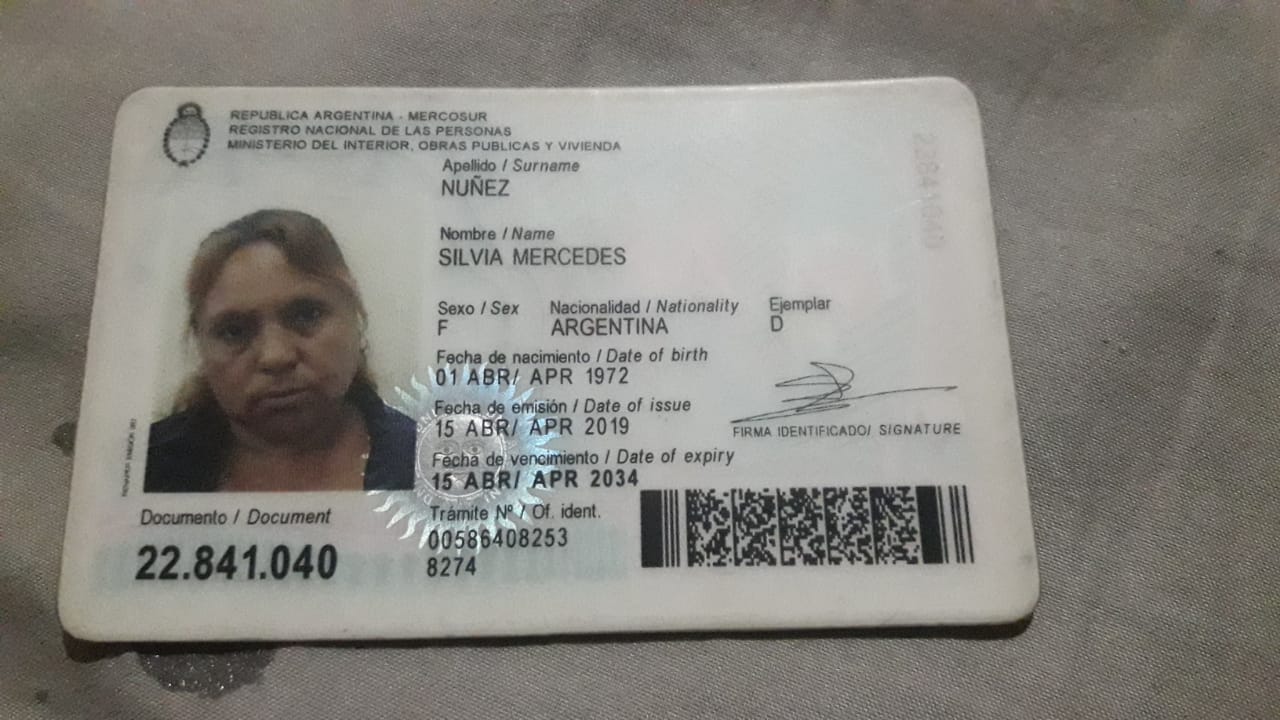 REPUBLICA ARGENTINA - MERCOSUR
REGISTRO NACIONAL DE LAS PERSONAS
MINISTERIO DEL INTERIOR, OBRAS PUBLICAS Y VIVIENDA
Apellido / Surname
NUÑEZ
Nombre / Name
SILVIA MERCEDES
Sexo / Sex Nacionalidad / Nationality Ejemplar
F ARGENTINA D
Fecha de nacimiento / Date of birth
01 ABR/ APR 1972
Fecha de emisión / Date of issue
15 ABR/ APR 2019
FIRMA IDENTIFICADO/ SIGNATURE
Fecha de vencimiento / Date of expiry
15 ABR/ APR 2034
Documento / Document
22.841.040
Trámite Nº / Of. ident.
00586408253
8274
22841040